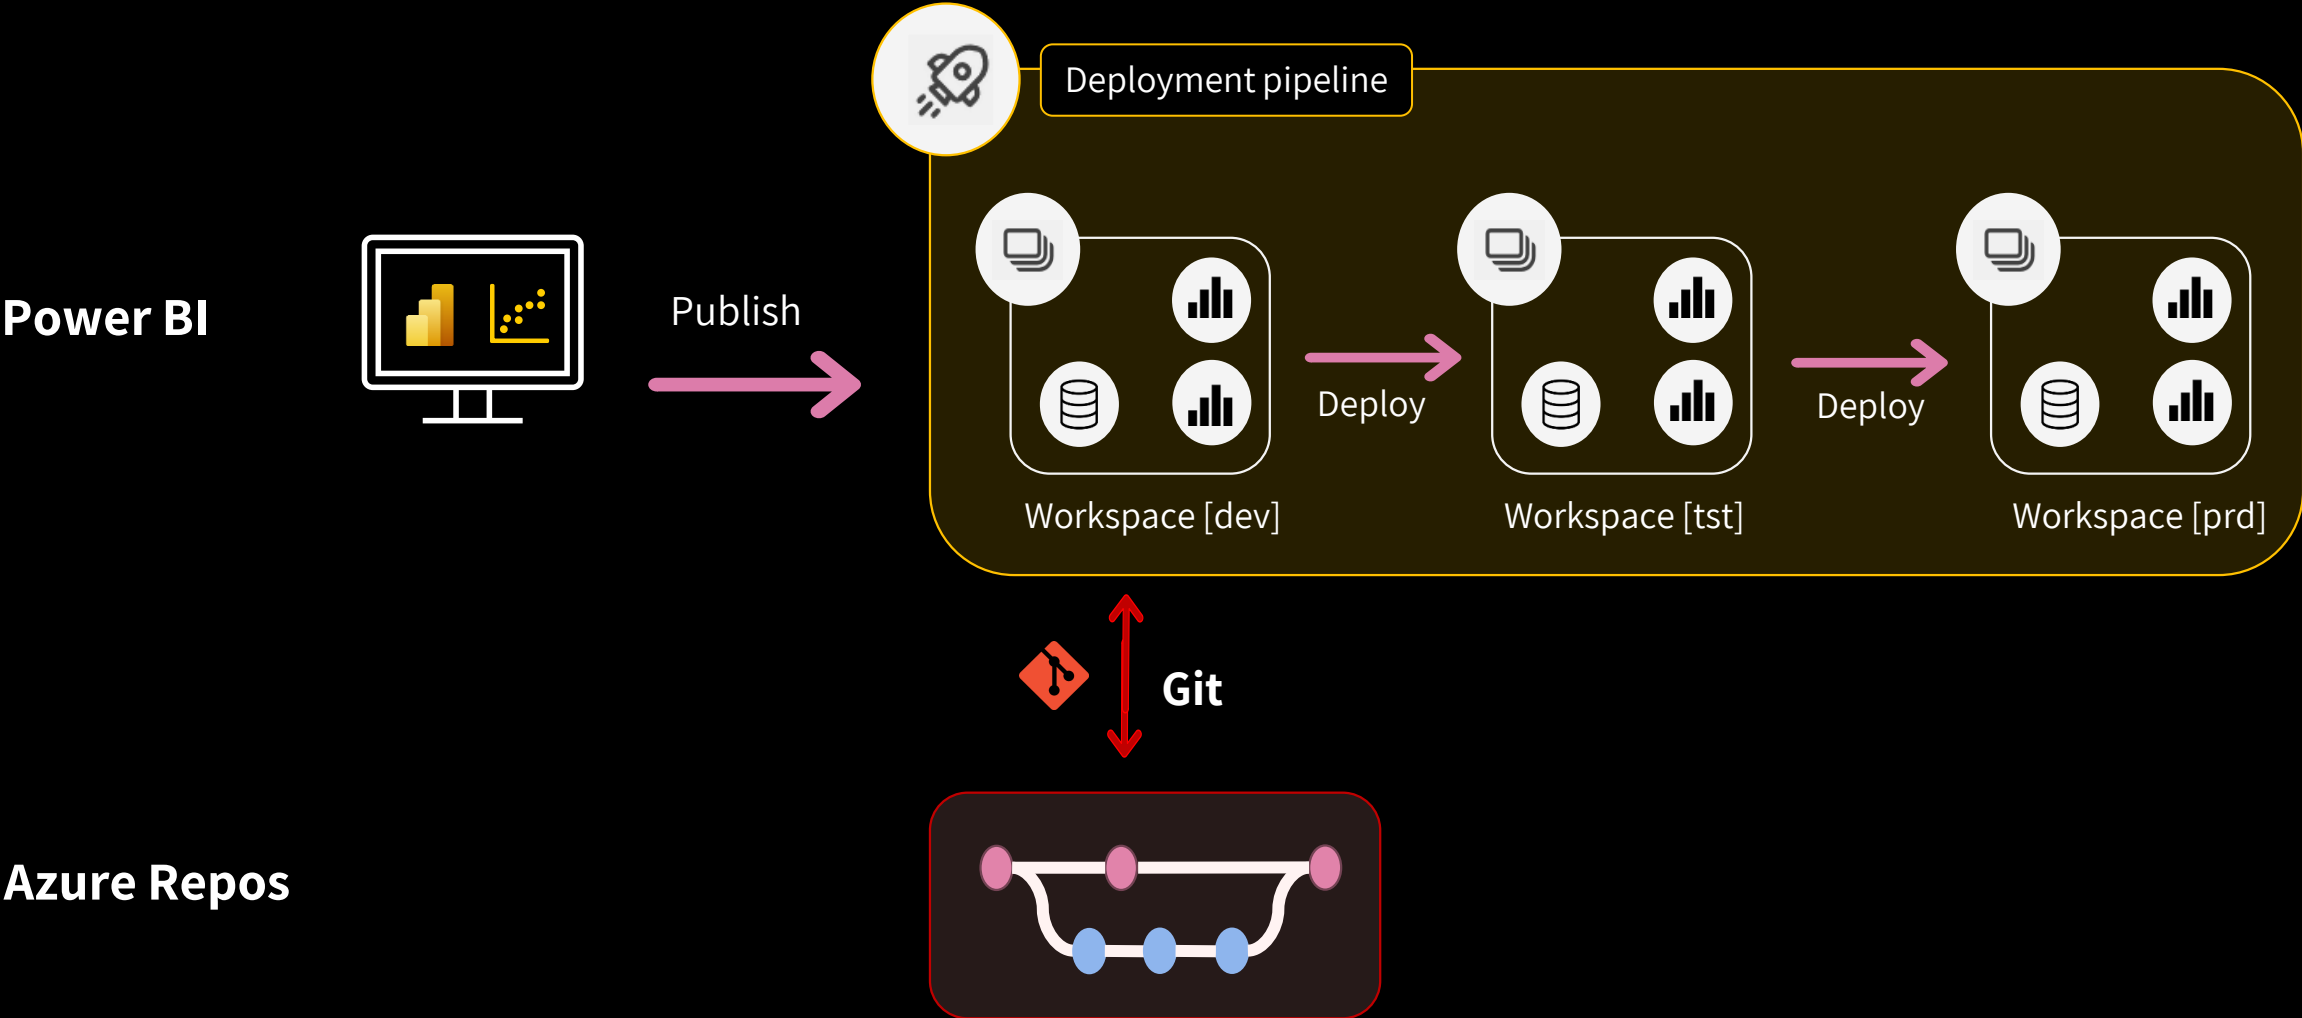 Deployment pipeline
Power BI
Publish
Deploy
Deploy
Workspace [dev]
Workspace [tst]
Workspace [prd]
Git
Azure Repos